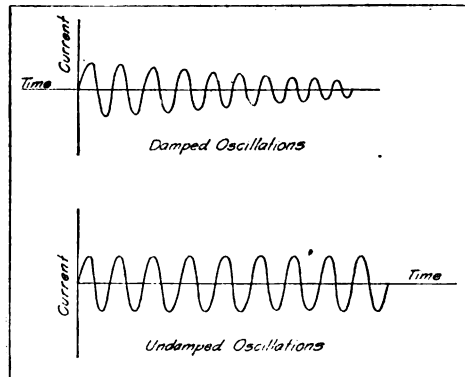 Current
Time
Damped Oscillations
Current
Time
Undamped Oscillations